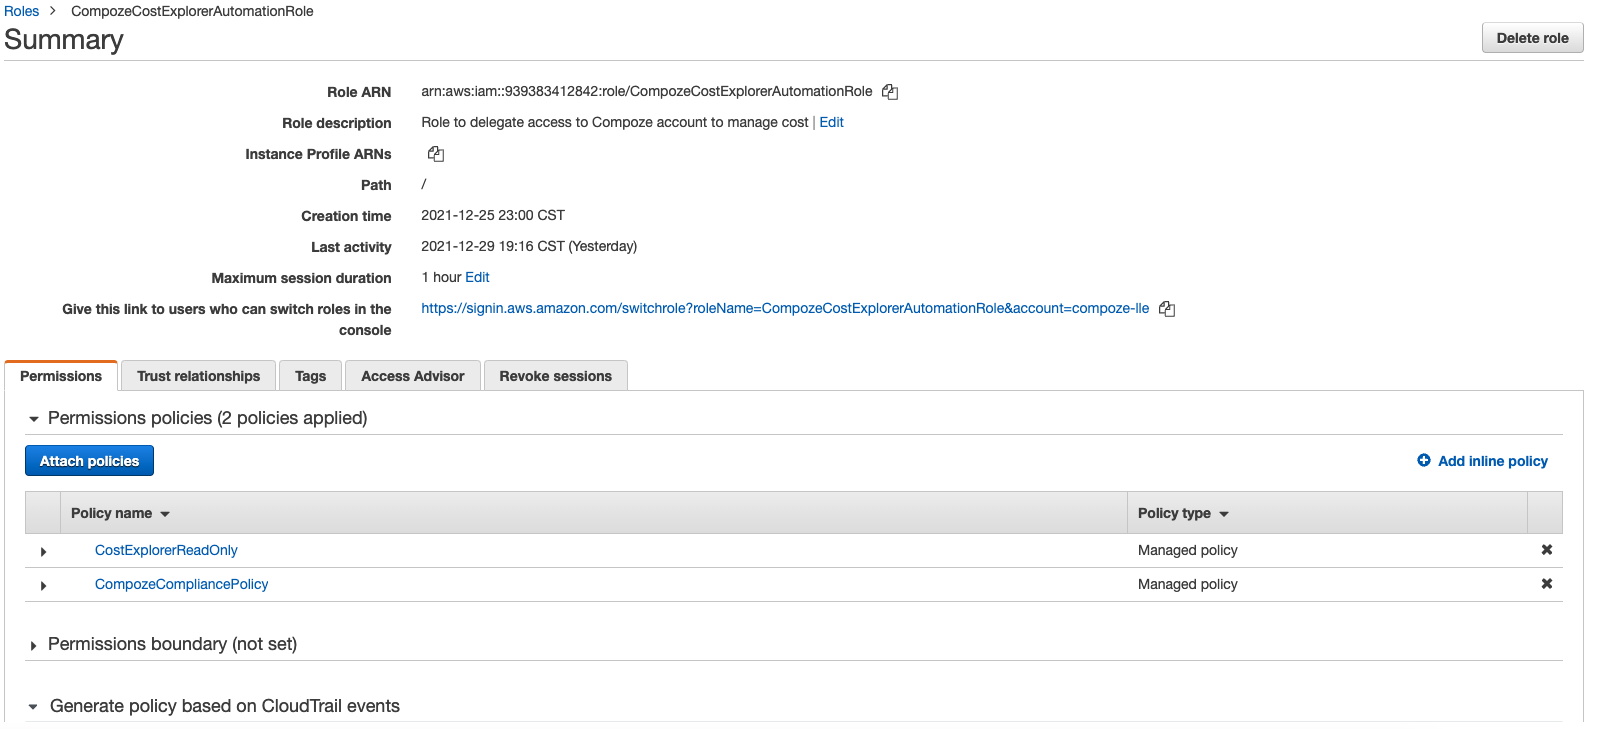 Roles > CompozeCostExplorerAutomationRole
Summary
Delete role
Role ARN arn:aws:iam::939383412842:role/CompozeCostExplorerAutomationRole
Role description Role to delegate access to Compoze account to manage cost | Edit
Instance Profile ARNs
Path /
Creation time 2021-12-25 23:00 CST
Last activity 2021-12-29 19:16 CST (Yesterday)
Maximum session duration 1 hour Edit
Give this link to users who can switch roles in the https://signin.aws.amazon.com/switchrole?roleName=CompozeCostExplorerAutomationRole&account=compoze-lle
console
Permissions Trust relationships Tags Access Advisor Revoke sessions
Permissions policies (2 policies applied)
Attach policies Add inline policy
Policy name Policy type
CostExplorerReadOnly Managed policy
CompozeCompliancePolicy Managed policy
Permissions boundary (not set)
Generate policy based on CloudTrail events